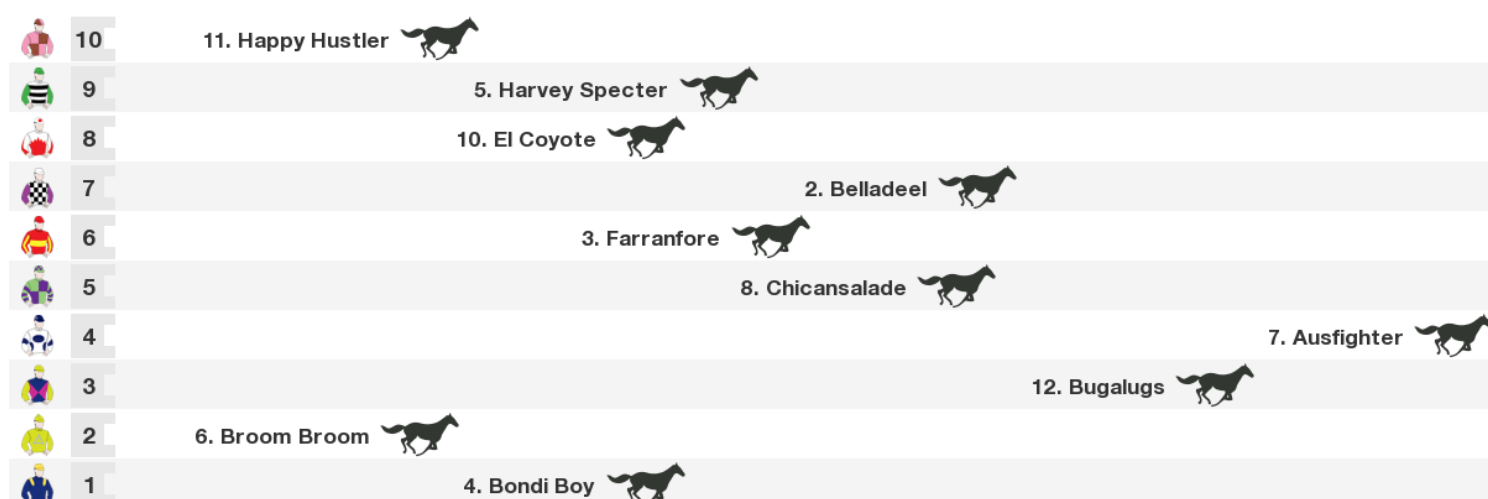 10 11. Happy Hustler
9 5. Harvey Specter
8 10. El Coyote
7 2. Belladeel
6 3. Farranfore
5 8. Chicansalade
4 7. Ausfighter
3 12. Bugalugs
2 6. Broom Broom
1 4. Bondi Boy